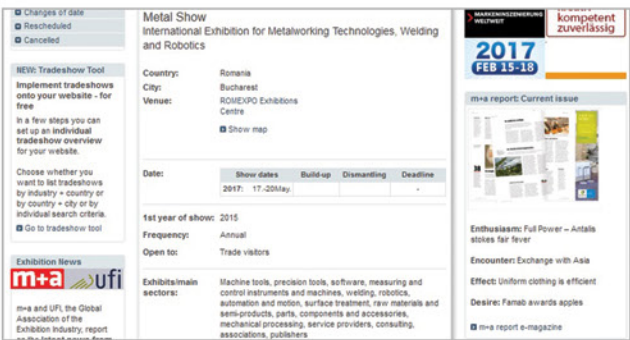 Changes of date
Rescheduled
Cancelled
NEW: Tradeshow Tool
Implement tradeshows
onto your website - for
free
In a few steps you can
set up an individual
tradeshow overview
for your website.
Choose whether you
want to list tradeshows
by industry + country or
by country + city or by
individual search criteria.
Go to tradeshow tool
Exhibition News
m+a ufi
m+a and UFI, the Global
Association of the
Exhibition Industry, report
on the latest news from
Metal Show
International Exhibition for Metalworking Technologies, Welding
and Robotics
Country: Romania
City: Bucharest
Venue: ROMEXPO Exhibitions
Centre
Show map
Date: Show dates Build-up Dismantling Deadline
2017: 17.-20May. -
1st year of show: 2015
Frequency: Annual
Open to: Trade visitors
Exhibits/main Machine tools, precision tools, software, measuring and
sectors: control instruments and machines, welding, robotics,
automation and motion, surface treatment, raw materials and
semi-products, parts, components and accessories,
mechanical processing, service providers, consulting,
associations, publishers
MARKENINSZENIERUNG
WELTWEIT
kompetent
zuverlässig
2017
FEB 15-18
m+a report: Current issue
Enthusiasm: Full Power – Antalis
stokes fair fever
Encounter: Exchange with Asia
Effect: Uniform clothing is efficient
Desire: Famab awards apples
m+a report e-magazine